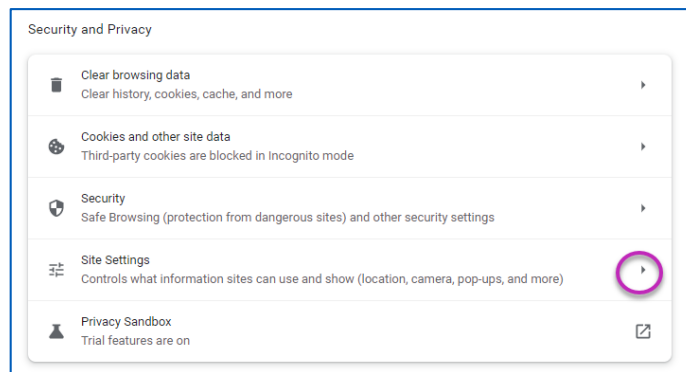 Security and Privacy
Clear browsing data
Clear history, cookies, cache, and more
Cookies and other site data
Third-party cookies are blocked in Incognito mode
Security
Safe Browsing (protection from dangerous sites) and other security settings
Site Settings
Controls what information sites can use and show (location, camera, pop-ups, and more)
Privacy Sandbox
Trial features are on